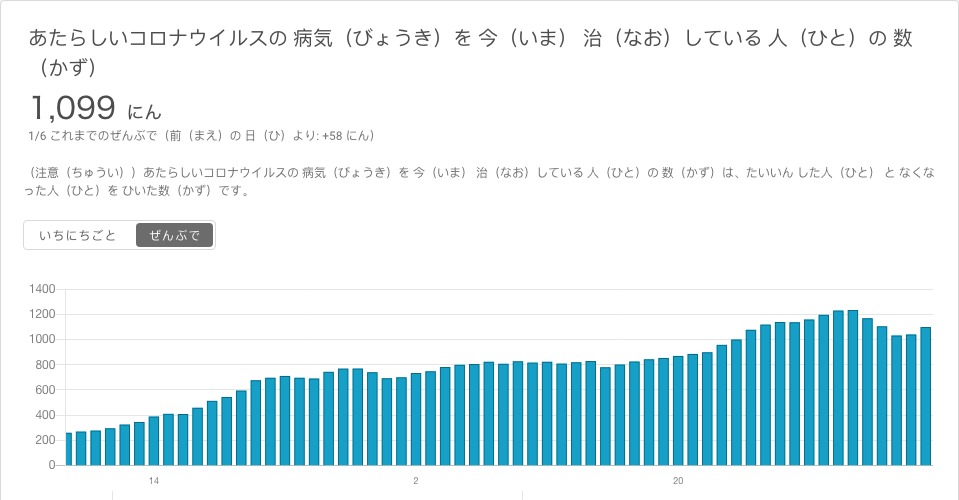 あたらしいコロナウイルスの 病気（びょうき）を 今（いま） 治（なお）している 人（ひと）の 数
（かず）
1,099 にん
1/6 これまでのぜんぶで（前（まえ）の 日（ひ）より: +58 にん）
（注意（ちゅうい））あたらしいコロナウイルスの 病気（びょうき）を 今（いま） 治（なお）している 人（ひと）の 数（かず）は、たいいん した人（ひと） と なくな
った人（ひと）を ひいた数（かず）です。
いちにちごと ぜんぶで
1400
1200
1000
800
600
400
200
0
14 2 20